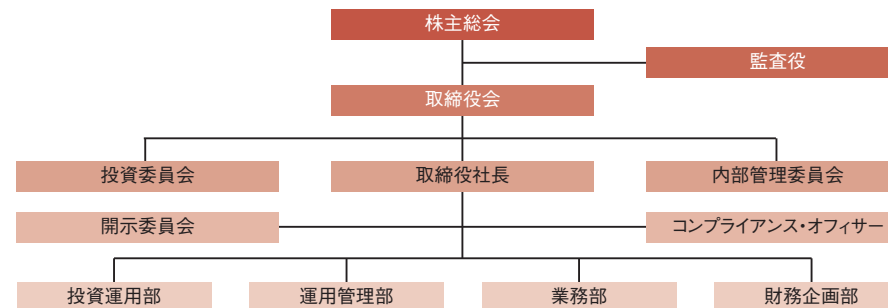 株主総会
監査役
取締役会
投資委員会
取締役社長
内部管理委員会
開示委員会
コンプライアンス・オフィサー
投資運用部
運用管理部
業務部
財務企画部